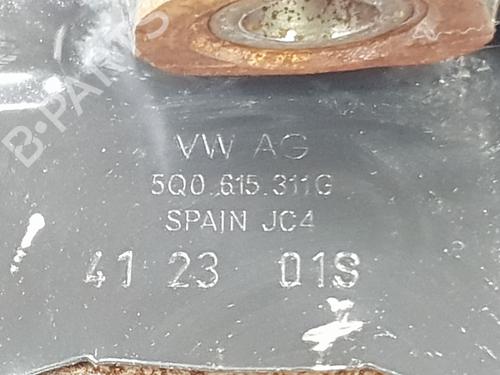 B-PARTS
VW AG
5Q0.615.311G
SPAIN JC4
41 23 01S